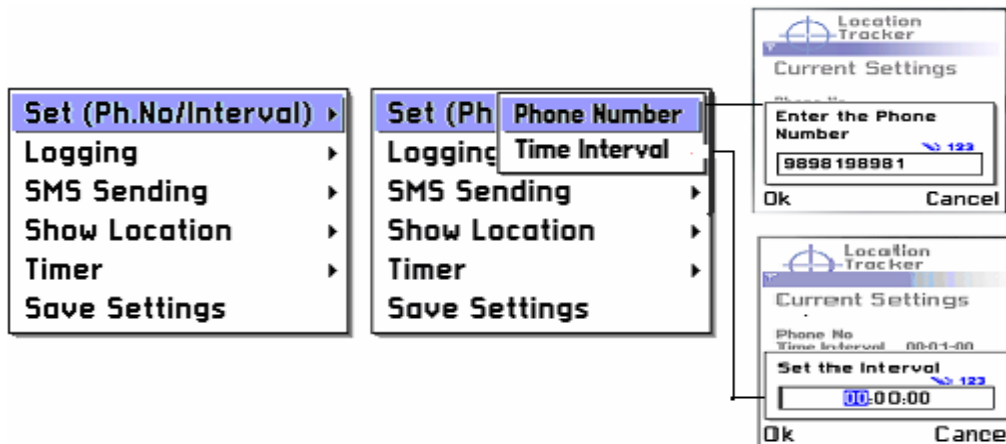 Set (Ph.No/Interval)
Logging
SMS Sending
Show Location
Timer
Save Settings
Set (Ph
Phone Number
Time Interval
Logging
SMS Sending
Show Location
Timer
Save Settings
Location
Tracker
Current Settings
Phone No
Enter the Phone
Number
123
9898198981
Ok Cancel
Location
Tracker
Current Settings
Phone No
Time Interval 00:01:00
Set the Interval
123
00:00:00
Ok Cance